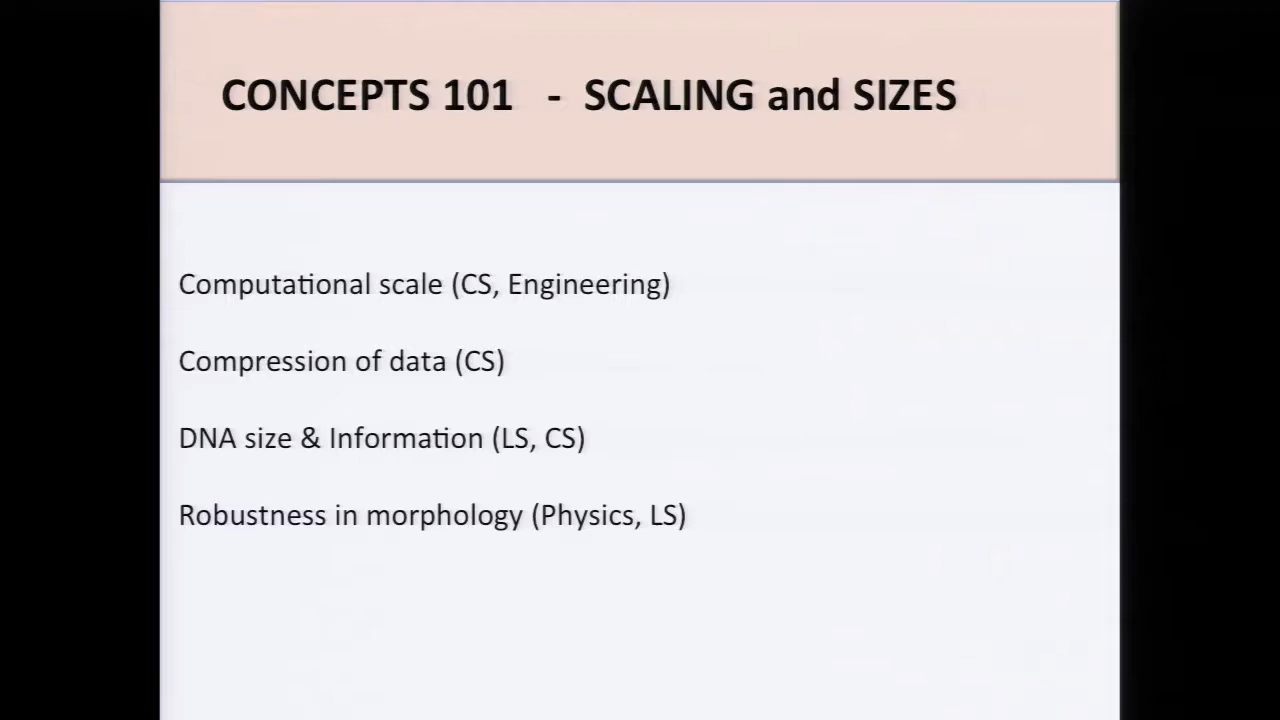 CONCEPTS 101 - SCALING and SIZES
Computational scale (CS, Engineering)
Compression of data (CS)
DNA size & Information (LS, CS)
Robustness in morphology (Physics, LS)